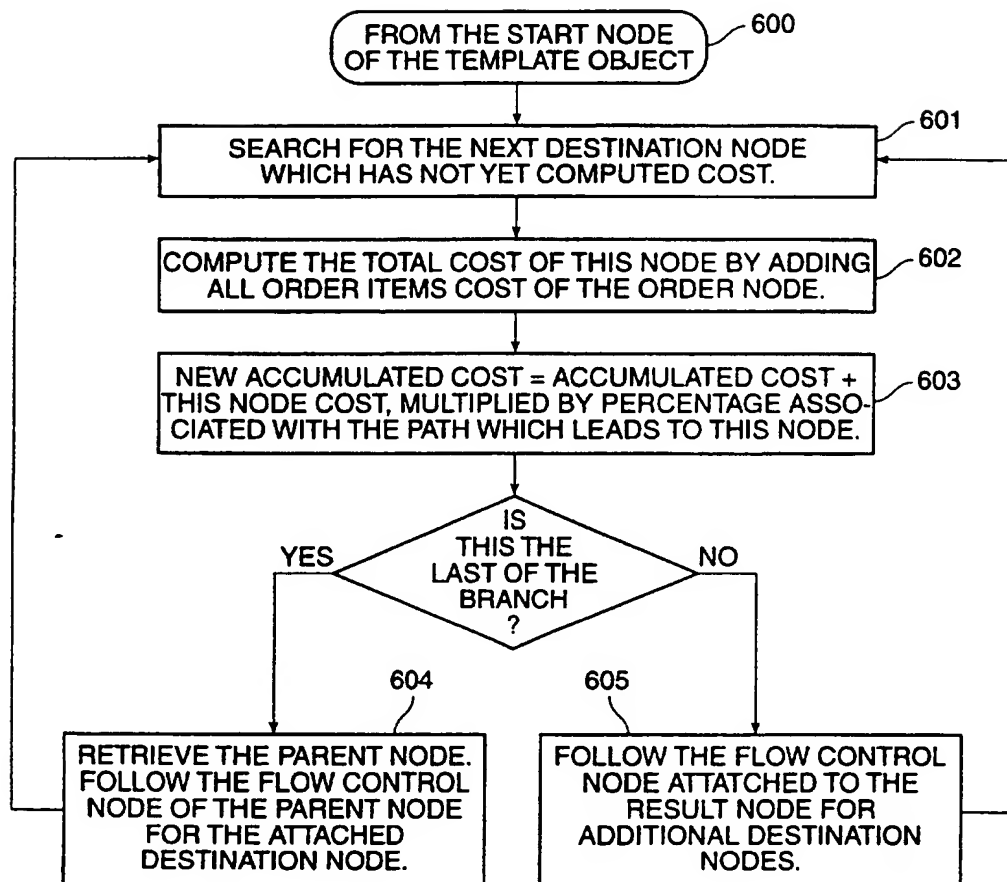 FROM THE START NODE
OF THE TEMPLATE OBJECT
600
601
SEARCH FOR THE NEXT DESTINATION NODE
WHICH HAS NOT YET COMPUTED COST.
COMPUTE THE TOTAL COST OF THIS NODE BY ADDING
ALL ORDER ITEMS COST OF THE ORDER NODE.
602
NEW ACCUMULATED COST = ACCUMULATED COST +
THIS NODE COST, MULTIPLIED BY PERCENTAGE ASSO-
CIATED WITH THE PATH WHICH LEADS TO THIS NODE.
603
IS
THIS THE
LAST OF THE
BRANCH
?
YES
NO
604
RETRIEVE THE PARENT NODE.
FOLLOW THE FLOW CONTROL
NODE OF THE PARENT NODE
FOR THE ATTACHED
DESTINATION NODE.
605
FOLLOW THE FLOW CONTROL
NODE ATTATCHED TO THE
RESULT NODE FOR
ADDITIONAL DESTINATION
NODES.